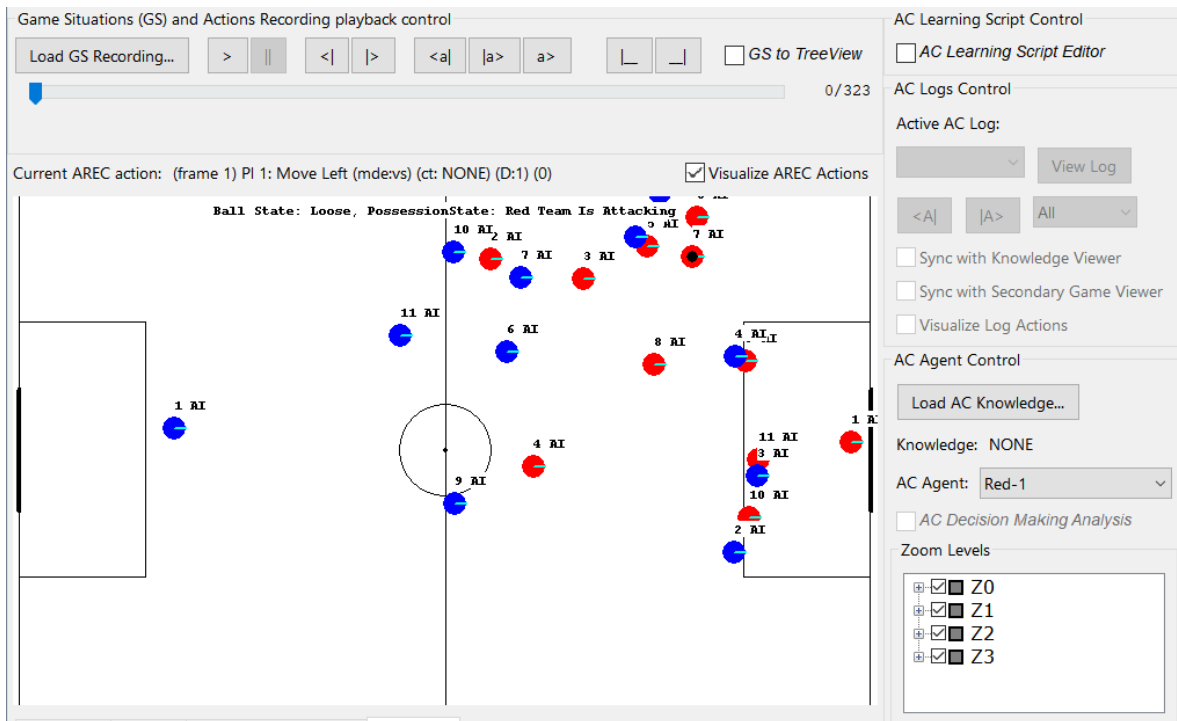 Game Situations (GS) and Actions Recording playback control
Load GS Recording...
>
||
<|
|>
<a|
|a>
a>
|__
__|
GS to TreeView
0/323
Current AREC action: (frame 1) Pl 1: Move Left (mde:vs) (ct: NONE) (D:1) (0)
Visualize AREC Actions
Ball State: Loose, PossessionState: Red Team Is Attacking
10 AI
2 AI
7 AI
3 AI
5 AI
7 AI
11 AI
6 AI
8 AI
4 AI
1 AI
1 A
4 AI
11 AI
3 AI
9 AI
10 AI
2 AI
AC Learning Script Control
AC Learning Script Editor
AC Logs Control
Active AC Log:
View Log
<A|
|A>
All
Sync with Knowledge Viewer
Sync with Secondary Game Viewer
Visualize Log Actions
AC Agent Control
Load AC Knowledge...
Knowledge: NONE
AC Agent: Red-1
AC Decision Making Analysis
Zoom Levels
Z0
Z1
Z2
Z3